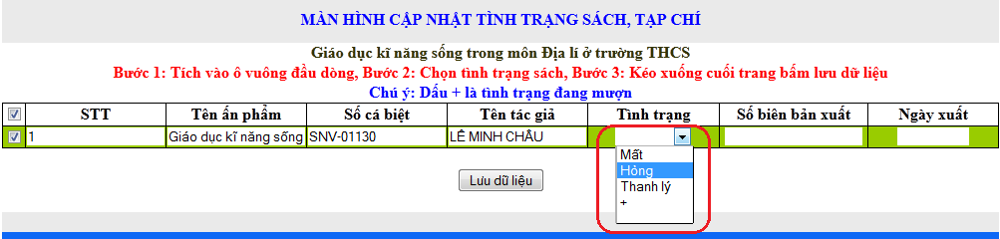 MÀN HÌNH CẬP NHẬT TÌNH TRẠNG SÁCH, TẠP CHÍ
Giáo dục kĩ năng sống trong môn Địa lí ở trường THCS
Bước 1: Tích vào ô vuông đầu dòng, Bước 2: Chọn tình trạng sách, Bước 3: Kéo xuống cuối trang bấm lưu dữ liệu
Chú ý: Dấu + là tình trạng đang mượn
STT Tên ấn phẩm Số cá biệt Tên tác giả Tình trạng Số biên bản xuất Ngày xuất
1 Giáo dục kĩ năng sống SNV-01130 LÊ MINH CHÂU
Mất
Hỏng
Thanh lý
+
Lưu dữ liệu